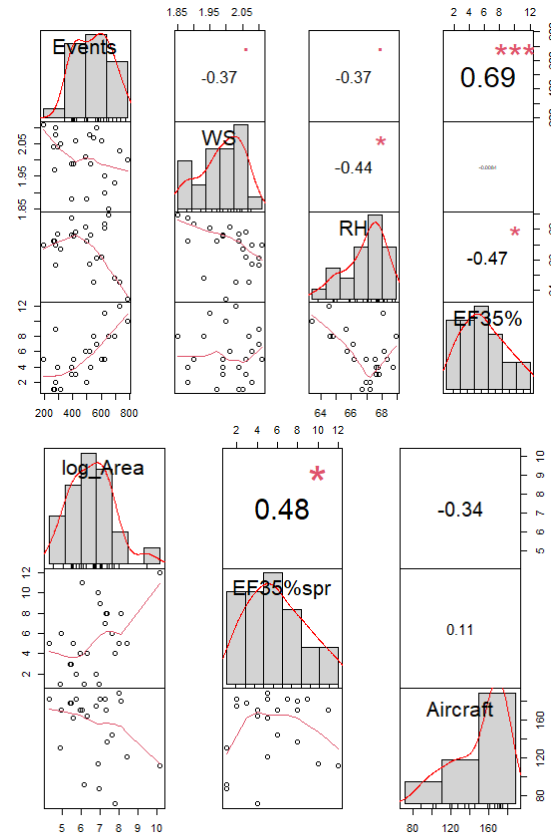 1.85 1.95 2.05
2 4 6 8 12
Events
.
-0.37
.
-0.37
***
0.69
1.85 1.95 2.05
WS
*
-0.44
RH
*
-0.47
2 4 6 8 12
EF35%
200 400 600 800
64 66 68
2 4 6 8 10 12
log_Area
*
0.48
-0.34
5 6 7 8 9 10
2 4 6 8 10 12
EF35%spr
0.11
Aircraft
80 120 160
5 6 7 8 9 10
80 120 160